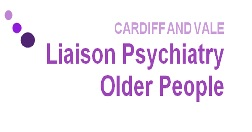 CARDIFF AND VALE
Liaison Psychiatry
Older People